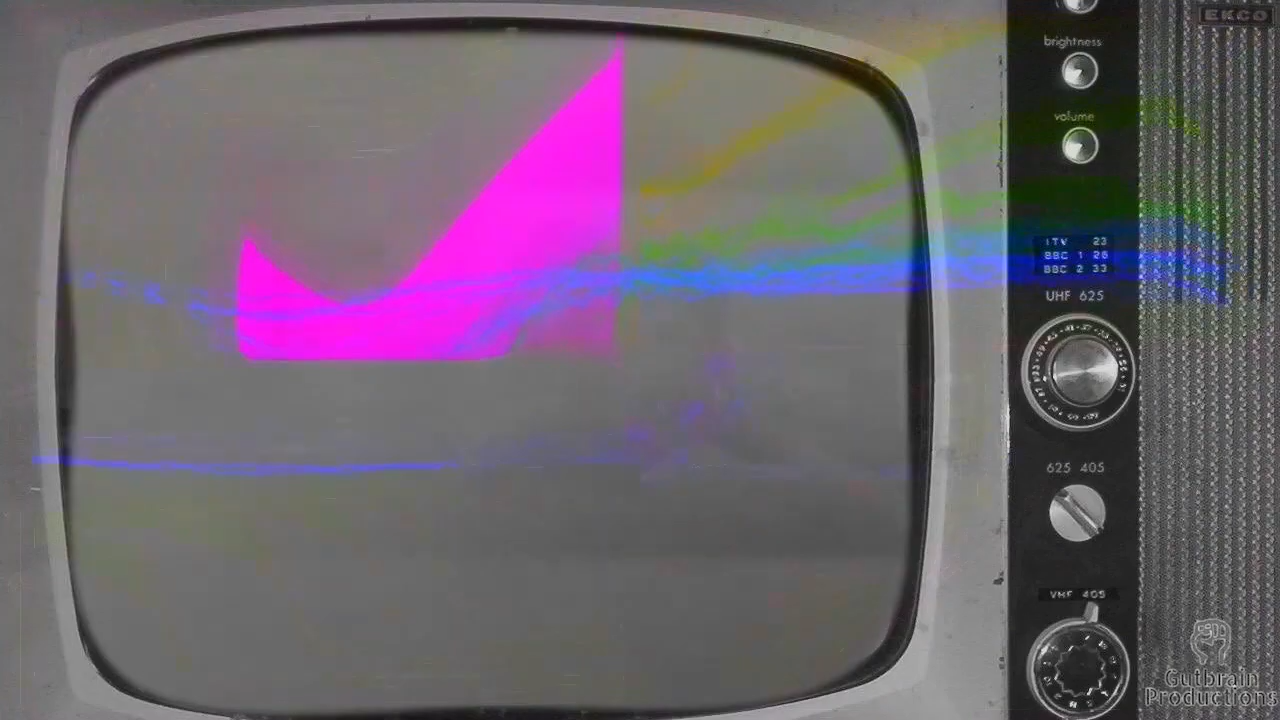 EKCO
brightness
volume
ITV 23
BBC 1 26
BBC 2 33
UHF 625
625 405
VHF 405
Gutbrain
Productions